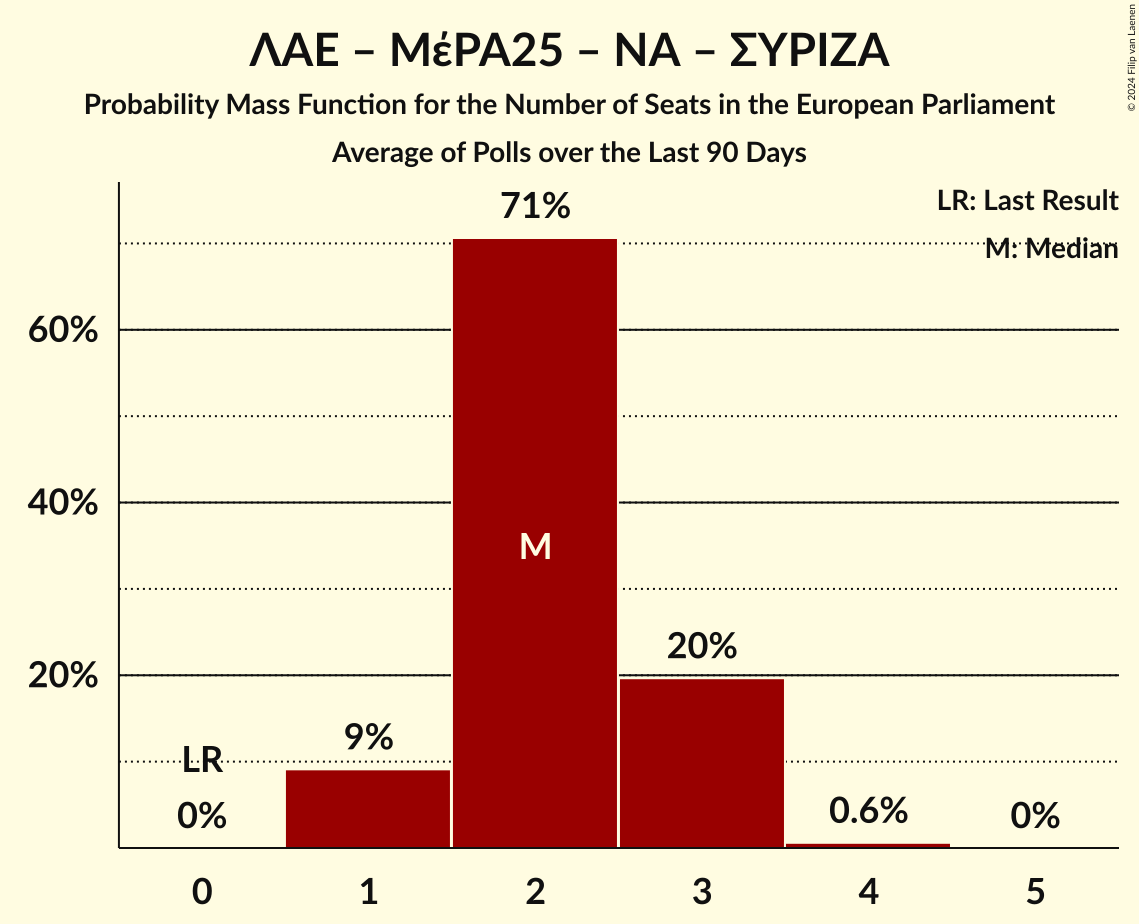 ΛΑΕ – ΜέΡΑ25 – ΝΑ – ΣΥΡΙΖΑ
Probability Mass Function for the Number of Seats in the European Parliament
Average of Polls over the Last 90 Days
© 2024 Filip van Laenen
LR: Last Result
M: Median
71%
60%
40%
M
20%
20%
9%
LR
0%
0.6%
0%
0 1 2 3 4 5